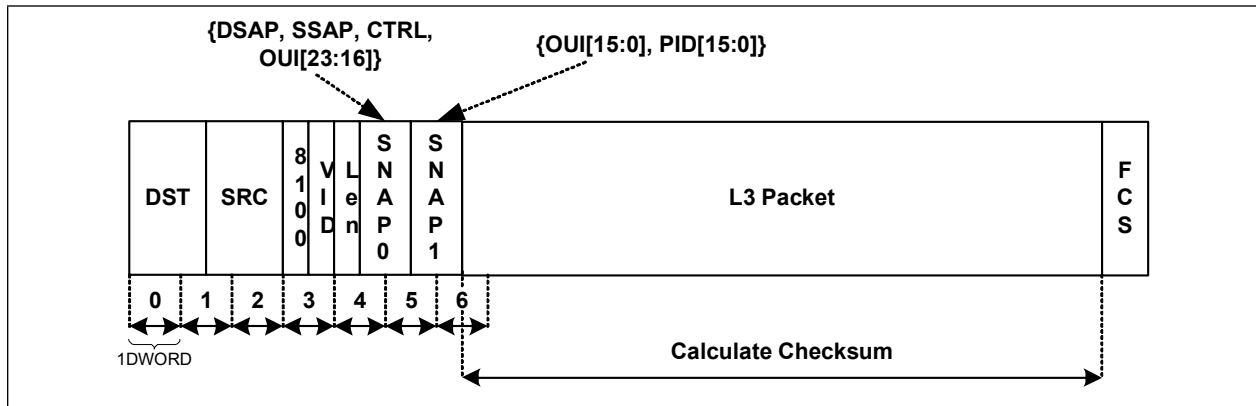 {DSAP, SSAP, CTRL,
OUI[23:16]}
{OUI[15:0], PID[15:0]}
DST
SRC
8
1
0
0
V
I
D
L
e
n
S
N
A
P
0
S
N
A
P
1
L3 Packet
F
C
S
0 1 2 3 4 5 6
1DWORD
Calculate Checksum